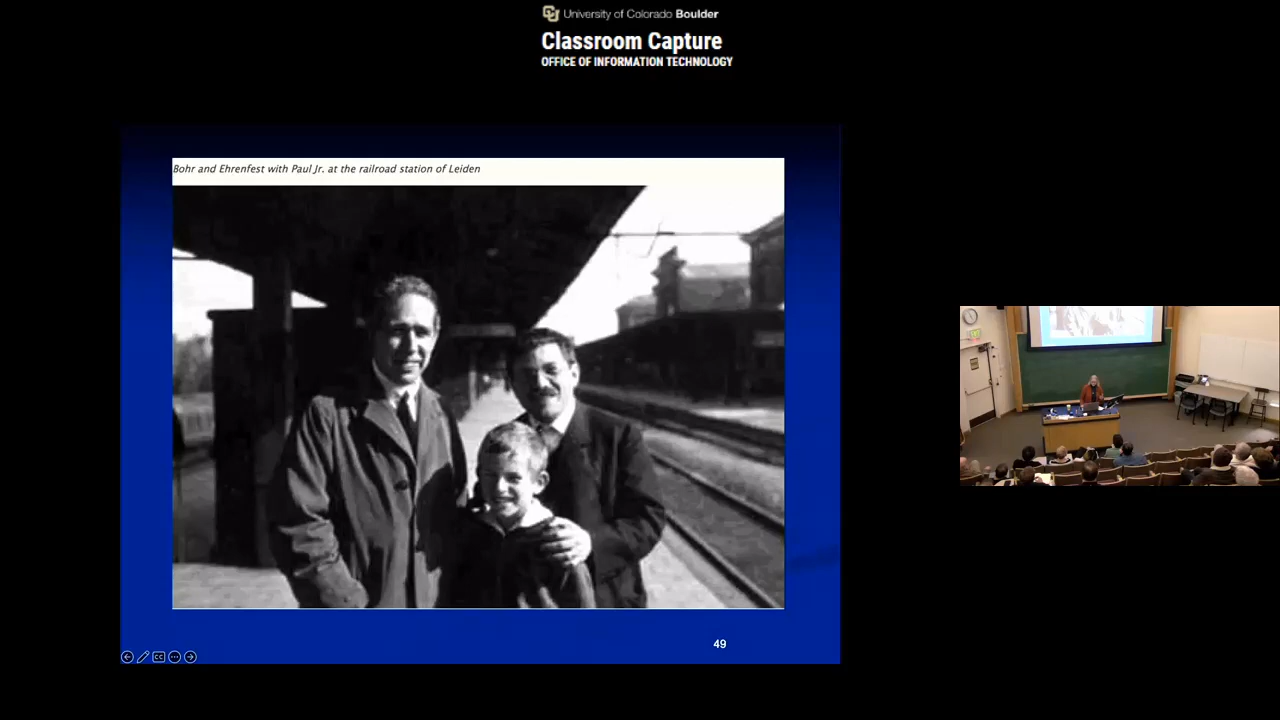 University of Colorado Boulder
Classroom Capture
OFFICE OF INFORMATION TECHNOLOGY
Bohr and Ehrenfest with Paul Jr. at the railroad station of Leiden
49
CC